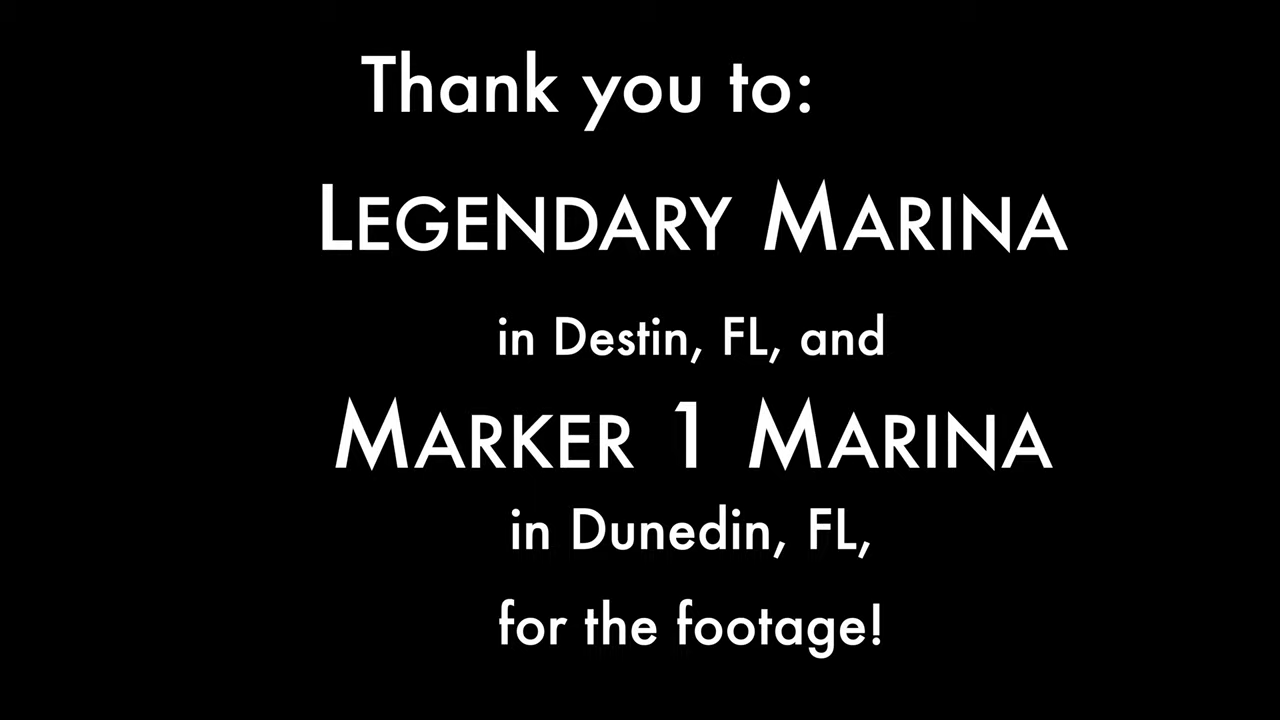 Thank you to:
LEGENDARY MARINA
in Destin, FL, and
MARKER 1 MARINA
in Dunedin, FL,
for the footage!